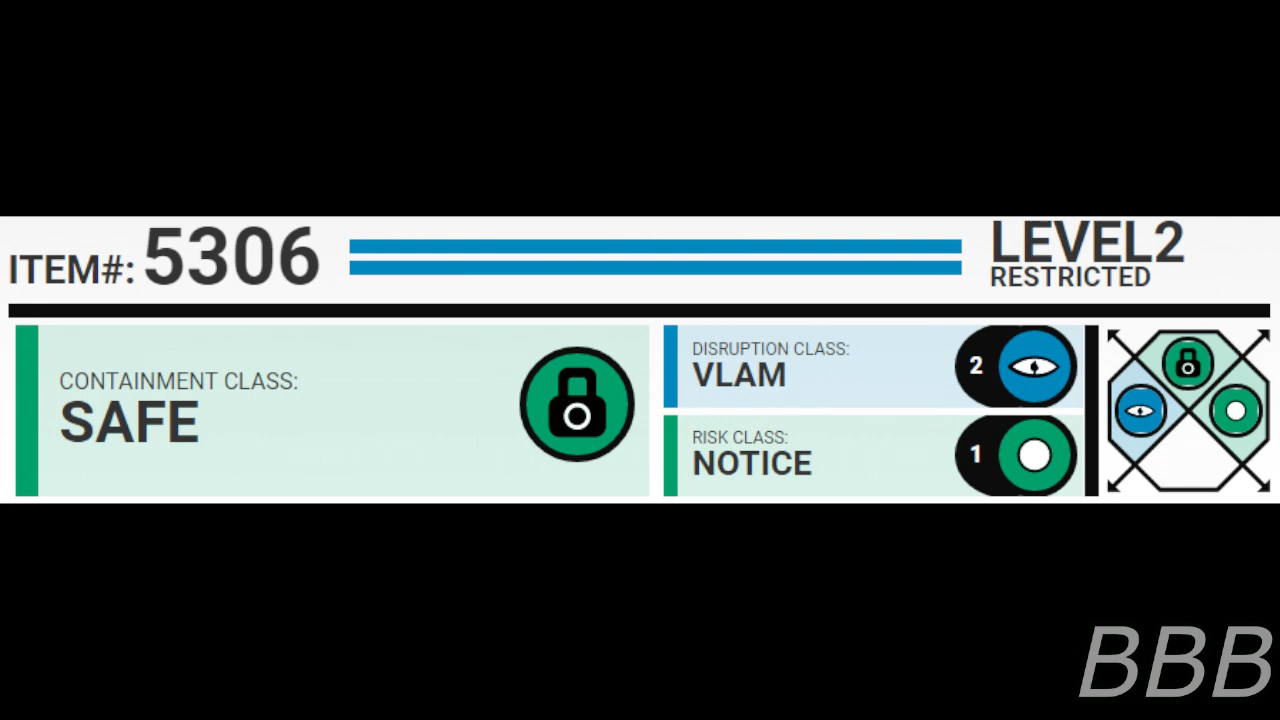 ITEM#: 5306
LEVEL2
RESTRICTED
CONTAINMENT CLASS:
SAFE
DISRUPTION CLASS:
VLAM
2
RISK CLASS:
NOTICE
1
BBB